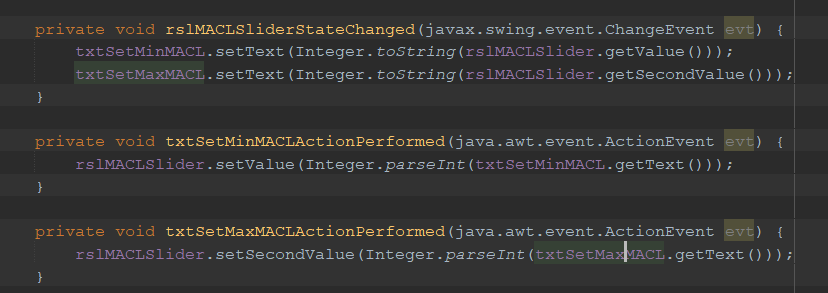 private void rslMACLSliderStateChanged(javax.swing.event.ChangeEvent evt) {
txtSetMinMACL.setText(Integer.toString(rslMACLSlider.getValue()));
txtSetMaxMACL.setText(Integer.toString(rslMACLSlider.getSecondValue()));
}
private void txtSetMinMACLActionPerformed(java.awt.event.ActionEvent evt) {
rslMACLSlider.setValue(Integer.parseInt(txtSetMinMACL.getText()));
}
private void txtSetMaxMACLActionPerformed(java.awt.event.ActionEvent evt) {
rslMACLSlider.setSecondValue(Integer.parseInt(txtSetMaxMACL.getText()));
}